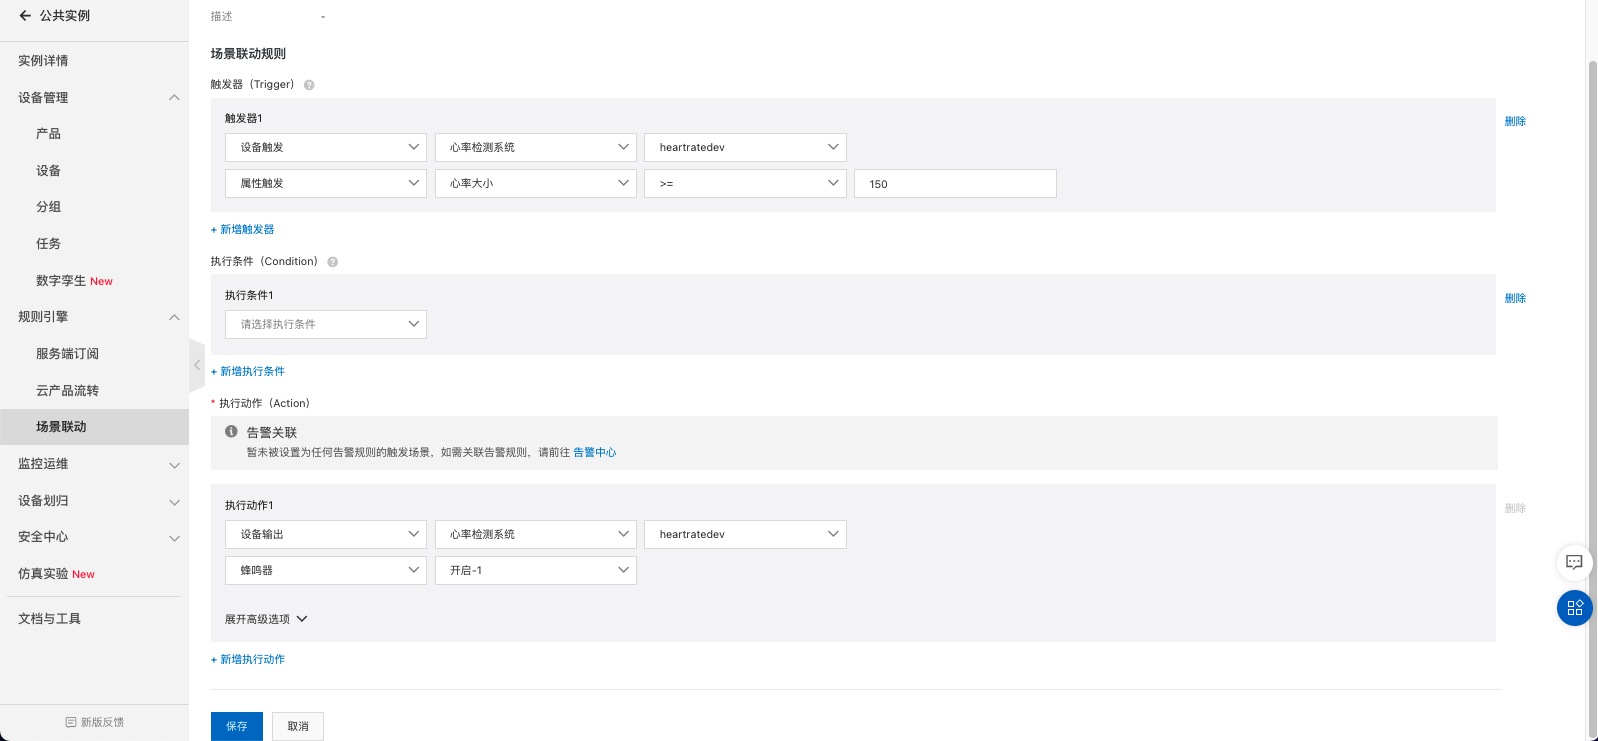 公共实例
实例详情
设备管理
产品
设备
分组
任务
数字孪生 New
规则引擎
服务端订阅
云产品流转
场景联动
监控运维
设备划归
安全中心
仿真实验 New
文档与工具
新版反馈
描述 -
场景联动规则
触发器（Trigger） ?
触发器1 删除
设备触发 心率检测系统 heartratedev
属性触发 心率大小 >= 150
+ 新增触发器
执行条件（Condition） ?
执行条件1 删除
请选择执行条件
+ 新增执行条件
* 执行动作（Action）
告警关联
暂未被设置为任何告警规则的触发场景，如需关联告警规则，请前往 告警中心
执行动作1 删除
设备输出 心率检测系统 heartratedev
蜂鸣器 开启-1
展开高级选项
+ 新增执行动作
保存 取消